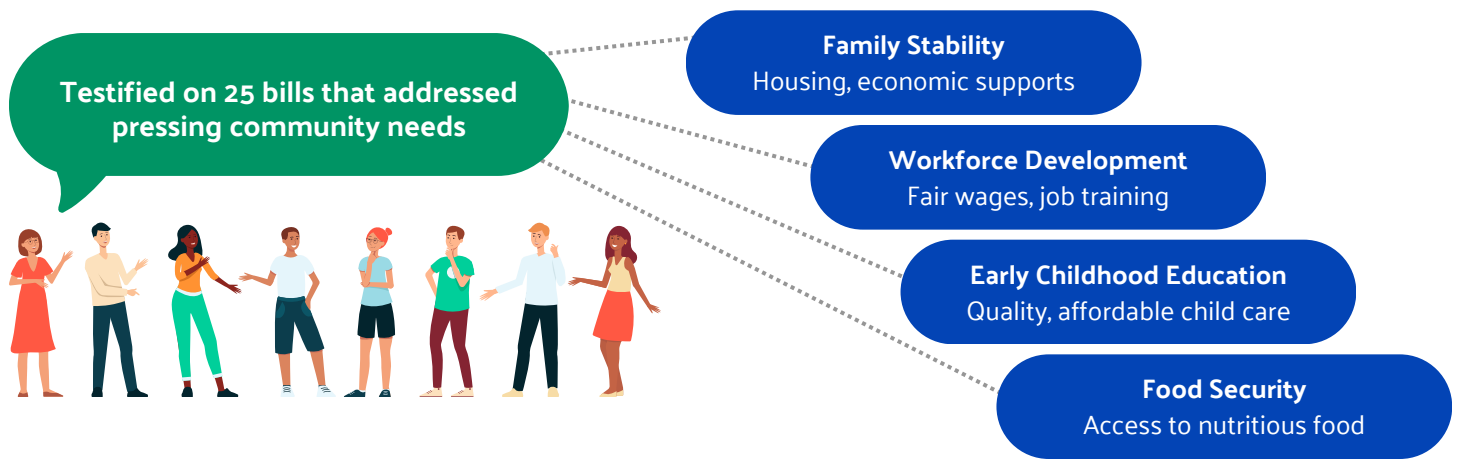 Testified on 25 bills that addressed
pressing community needs
Family Stability
Housing, economic supports
Workforce Development
Fair wages, job training
Early Childhood Education
Quality, affordable child care
Food Security
Access to nutritious food